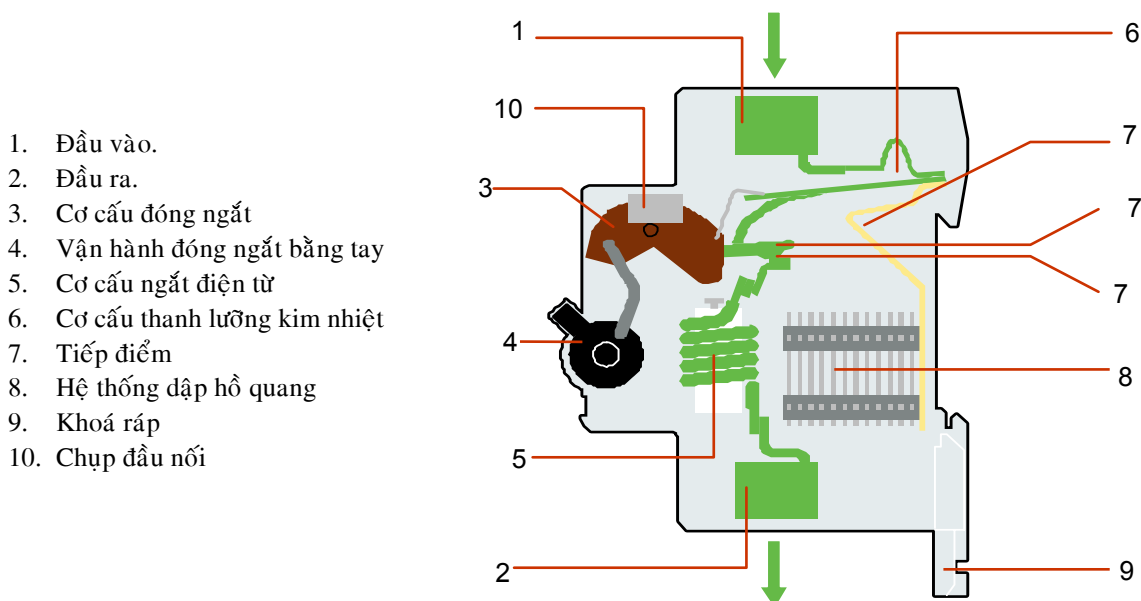 1. Đầu vào.
2. Đầu ra.
3. Cơ cấu đóng ngắt
4. Vận hành đóng ngắt bằng tay
5. Cơ cấu ngắt điện từ
6. Cơ cấu thanh lưỡng kim nhiệt
7. Tiếp điểm
8. Hệ thống dập hồ quang
9. Khoá ráp
10. Chụp đầu nối
1
6
10
7
3
7
7
4
8
5
2
9